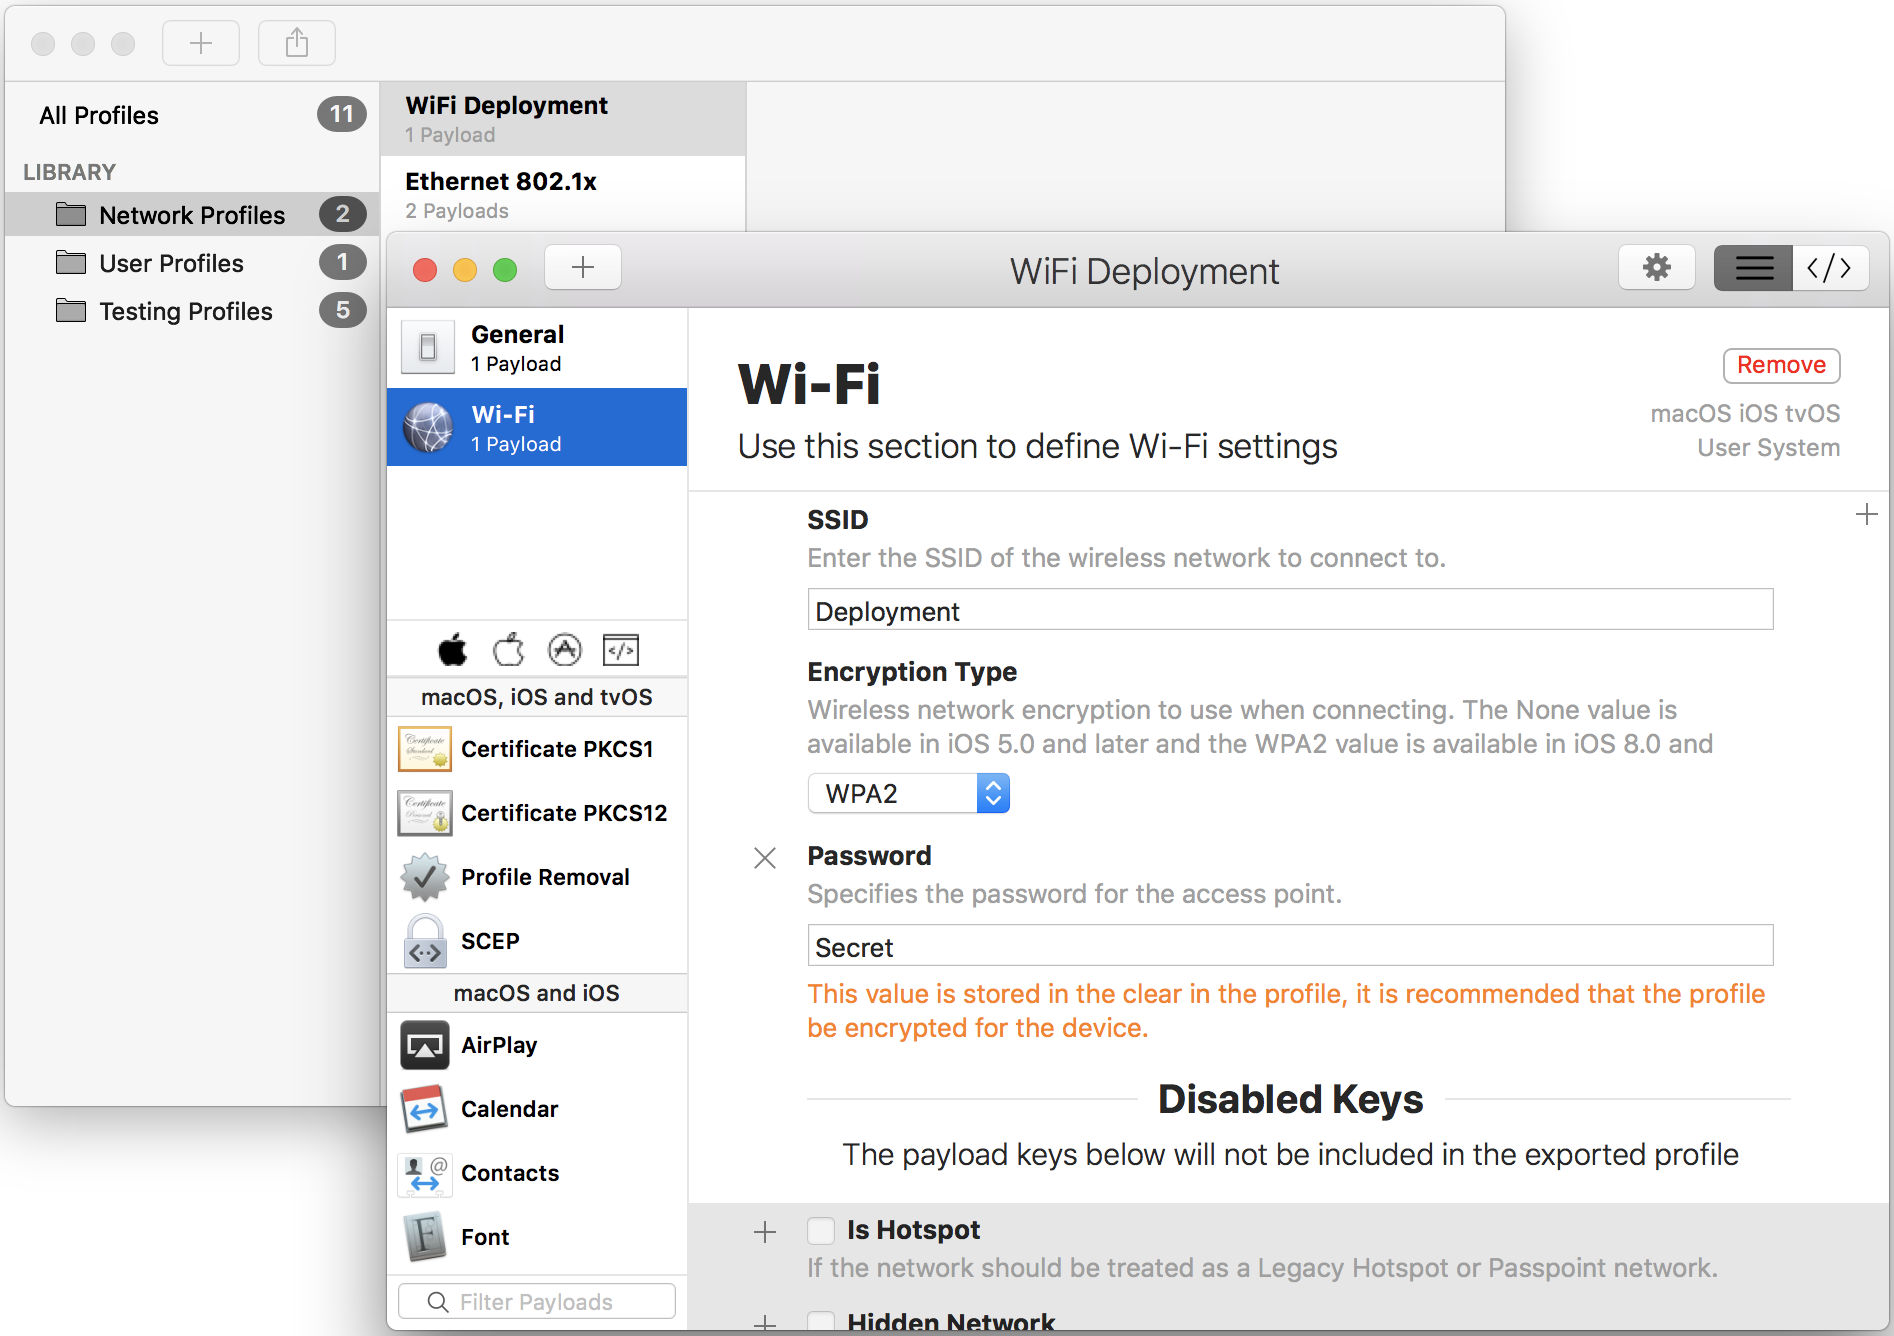 All Profiles
11
LIBRARY
Network Profiles
2
User Profiles
1
Testing Profiles
5
WiFi Deployment
1 Payload
Ethernet 802.1x
2 Payloads
WiFi Deployment
</>
General
1 Payload
Wi-Fi
1 Payload
</>
macOS, iOS and tvOS
Certificate PKCS1
Certificate PKCS12
Profile Removal
SCEP
macOS and iOS
AirPlay
Calendar
Contacts
Font
Filter Payloads
Wi-Fi
Use this section to define Wi-Fi settings
Remove
macOS iOS tvOS
User System
SSID
Enter the SSID of the wireless network to connect to.
Deployment
Encryption Type
Wireless network encryption to use when connecting. The None value is
available in iOS 5.0 and later and the WPA2 value is available in iOS 8.0 and
WPA2
Password
Specifies the password for the access point.
Secret
This value is stored in the clear in the profile, it is recommended that the profile
be encrypted for the device.
Disabled Keys
The payload keys below will not be included in the exported profile
Is Hotspot
If the network should be treated as a Legacy Hotspot or Passpoint network.
Hidden Network